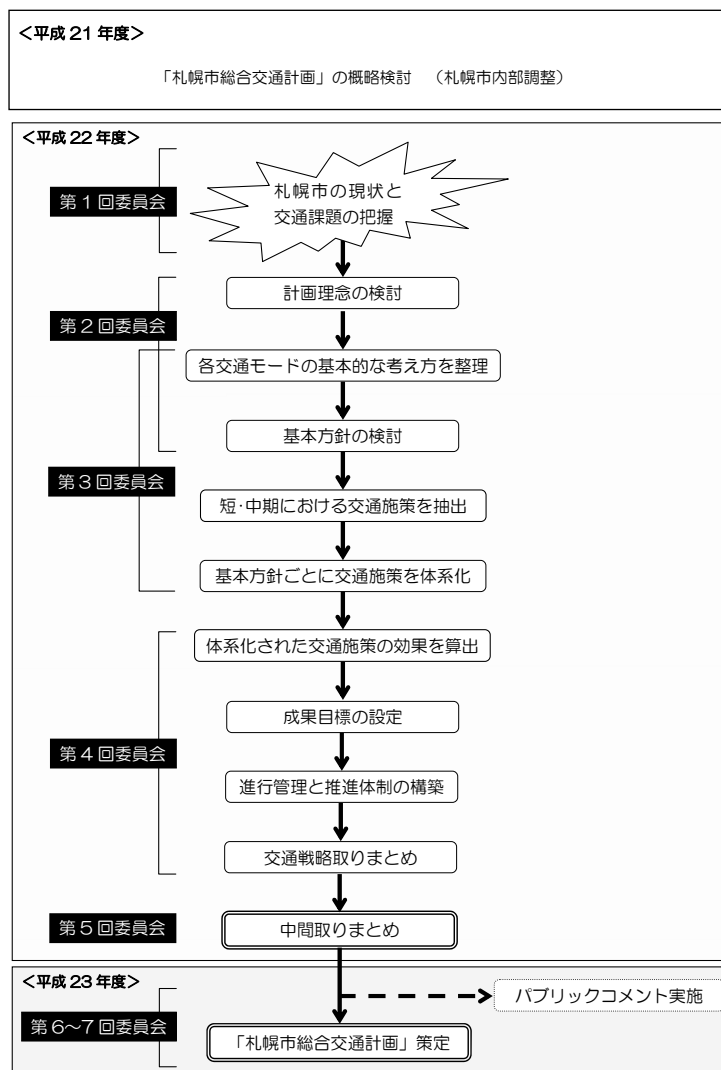 ＜平成21年度＞
「札幌市総合交通計画」の概略検討　（札幌市内部調整）
＜平成22年度＞
第1回委員会
札幌市の現状と
交通課題の把握
計画理念の検討
第2回委員会
各交通モードの基本的な考え方を整理
基本方針の検討
第3回委員会
短･中期における交通施策を抽出
基本方針ごとに交通施策を体系化
体系化された交通施策の効果を算出
成果目標の設定
第4回委員会
進行管理と推進体制の構築
交通戦略取りまとめ
第5回委員会
中間取りまとめ
＜平成23年度＞
パブリックコメント実施
第6～7回委員会
「札幌市総合交通計画」策定